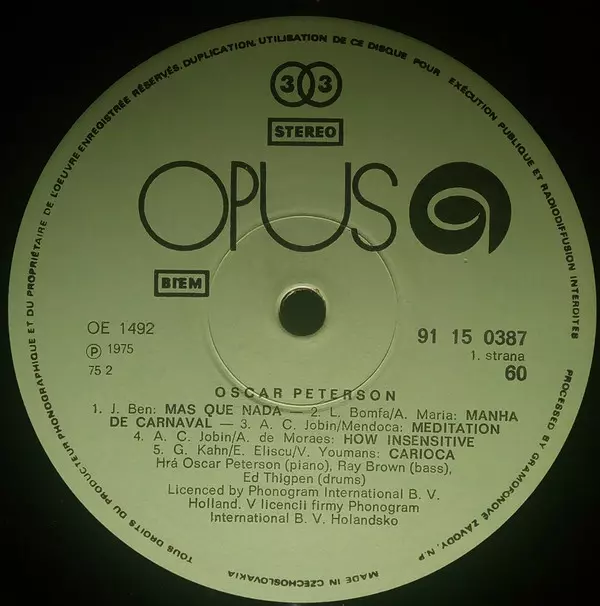 TOUS DROITS DU PRODUCTEUR PHONOGRAPHIQUE ET DU PROPRIÉTAIRE DE L'OEUVRE ENREGISTRÉE RÉSERVÉS. DUPLICATION, UTILISATION DE CE DISQUE POUR EXÉCUTION PUBLIQUE ET RADIODIFFUSION INTERDITES
33
STEREO
OPUS
BIEM
OE 1492
Ⓟ 1975
75 2
91 15 0387
1. strana
60
OSCAR PETERSON
1. J. Ben: MAS QUE NADA — 2. L. Bomfa/A. Maria: MANHA
DE CARNAVAL — 3. A. C. Jobin/Mendoca: MEDITATION
4. A. C. Jobin/A. de Moraes: HOW INSENSITIVE
5. G. Kahn/E. Eliscu/V. Youmans: CARIOCA
Hrá Oscar Peterson (piano), Ray Brown (bass),
Ed Thigpen (drums)
Licenced by Phonogram International B. V.
Holland. V licencii firmy Phonogram
International B. V. Holandsko
PROCESSED BY GRAMOFONOVÉ ZÁVODY, N.P
MADE IN CZECHOSLOVAKIA